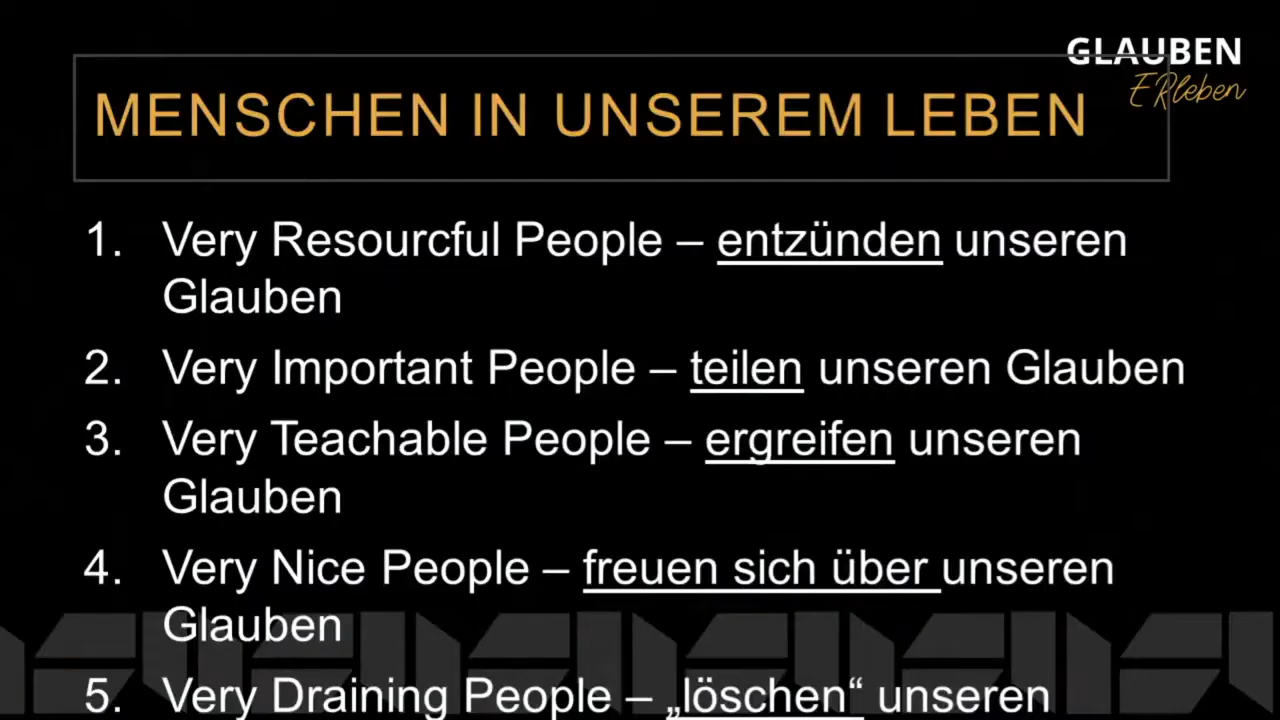 GLAUBEN
ERleben
MENSCHEN IN UNSEREM LEBEN
1. Very Resourcful People – entzünden unseren
Glauben
2. Very Important People – teilen unseren Glauben
3. Very Teachable People – ergreifen unseren
Glauben
4. Very Nice People – freuen sich über unseren
Glauben
5. Very Draining People – „löschen“ unseren